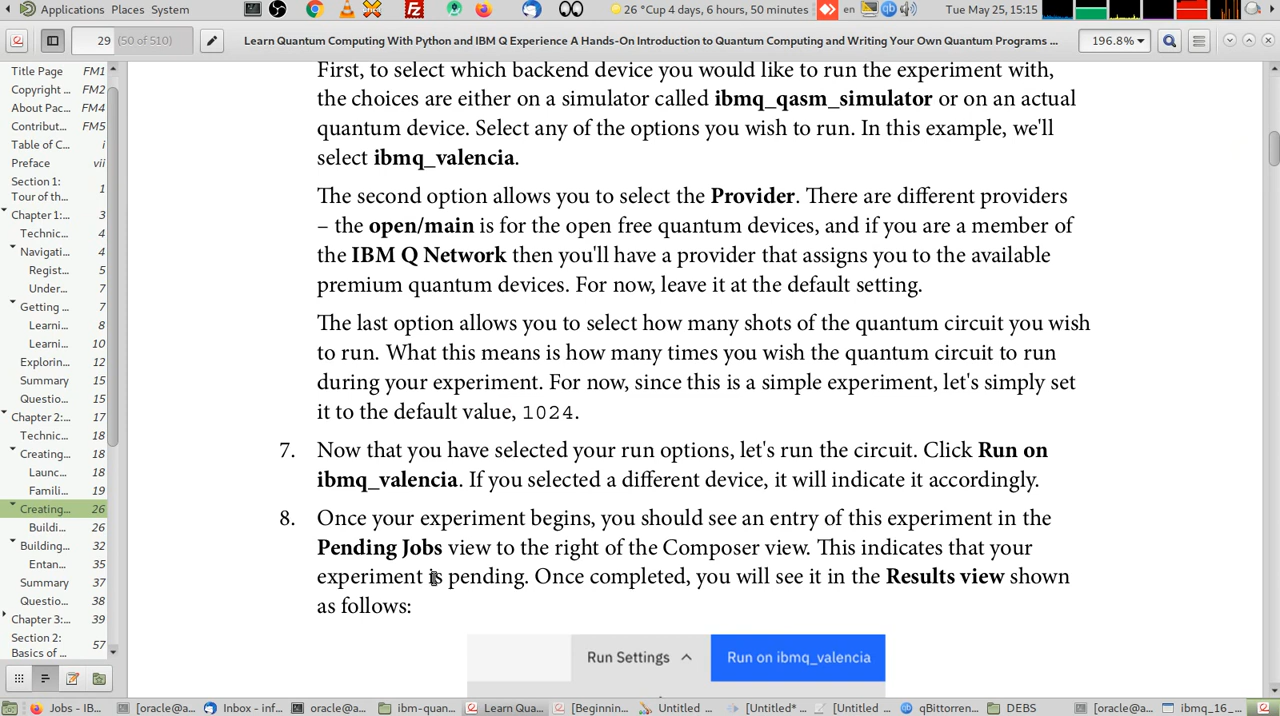 Applications Places System
26 °C
up 4 days, 6 hours, 50 minutes
en
Tue May 25, 15:15
29
(50 of 510)
Learn Quantum Computing With Python and IBM Q Experience A Hands-On Introduction to Quantum Computing and Writing Your Own Quantum Programs ...
196.8%
Title Page FM1
Copyright ... FM2
About Pac... FM4
Contribut... FM5
Table of C... i
Preface vii
Section 1:
Tour of th... 1
Chapter 1:... 3
Technic... 4
Navigati... 4
Regist... 5
Under... 7
Getting ... 7
Learni... 8
Learni... 10
Explorin... 12
Summary 15
Questio... 15
Chapter 2:... 17
Technic... 18
Creating... 18
Launc... 18
Famili... 19
Creating... 26
Buildi... 26
Building... 32
Entan... 35
Summary 37
Questio... 38
Chapter 3:... 39
Section 2:
Basics of ... 57
First, to select which backend device you would like to run the experiment with,
the choices are either on a simulator called ibmq_qasm_simulator or on an actual
quantum device. Select any of the options you wish to run. In this example, we'll
select ibmq_valencia.
The second option allows you to select the Provider. There are different providers
– the open/main is for the open free quantum devices, and if you are a member of
the IBM Q Network then you'll have a provider that assigns you to the available
premium quantum devices. For now, leave it at the default setting.
The last option allows you to select how many shots of the quantum circuit you wish
to run. What this means is how many times you wish the quantum circuit to run
during your experiment. For now, since this is a simple experiment, let's simply set
it to the default value, 1024.
7. Now that you have selected your run options, let's run the circuit. Click Run on
ibmq_valencia. If you selected a different device, it will indicate it accordingly.
8. Once your experiment begins, you should see an entry of this experiment in the
Pending Jobs view to the right of the Composer view. This indicates that your
experiment is pending. Once completed, you will see it in the Results view shown
as follows:
Run Settings
Run on ibmq_valencia
Jobs - IB... [oracle@a... Inbox - inf... oracle@a... ibm-quan... Learn Qua... [Beginnin... Untitled ... [Untitled* ... [Untitled ... qBittorren... DEBS [oracle@a... ibmq_16_...